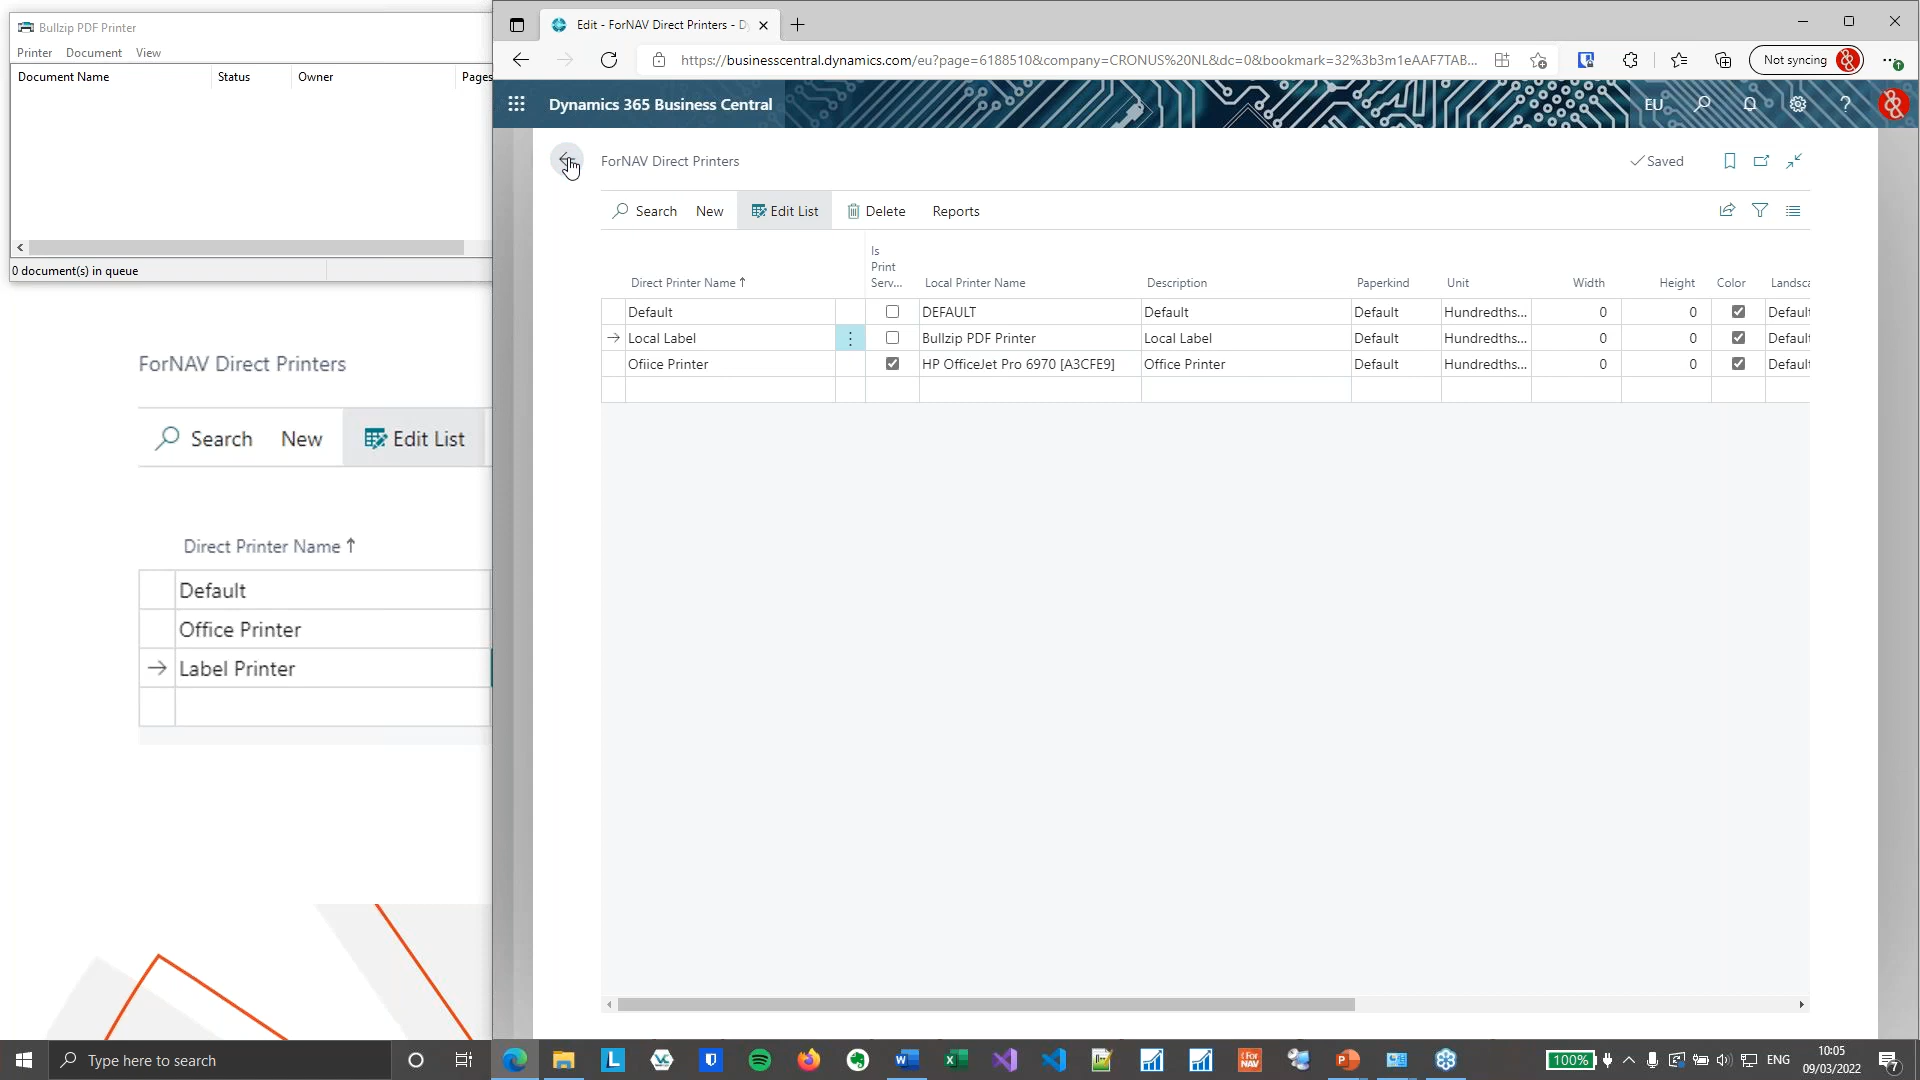 Bullzip PDF Printer
Printer Document View
Document Name Status Owner Pages
0 document(s) in queue
ForNAV Direct Printers
Search New Edit List
Direct Printer Name ↑
Default
Office Printer
→ Label Printer
Edit - ForNAV Direct Printers - D
https://businesscentral.dynamics.com/eu?page=6188510&company=CRONUS%20NL&dc=0&bookmark=32%3b3m1eAAF7TAB...
Not syncing
Dynamics 365 Business Central
EU
ForNAV Direct Printers
✓Saved
Search New Edit List Delete Reports
Is
Print
Direct Printer Name ↑ Serv... Local Printer Name Description Paperkind Unit Width Height Color Landsca
Default DEFAULT Default Default Hundredths... 0 0 Default
→ Local Label Bullzip PDF Printer Local Label Default Hundredths... 0 0 Default
Ofiice Printer HP OfficeJet Pro 6970 [A3CFE9] Office Printer Default Hundredths... 0 0 Default
Type here to search
100%
ENG
10:05
09/03/2022
7